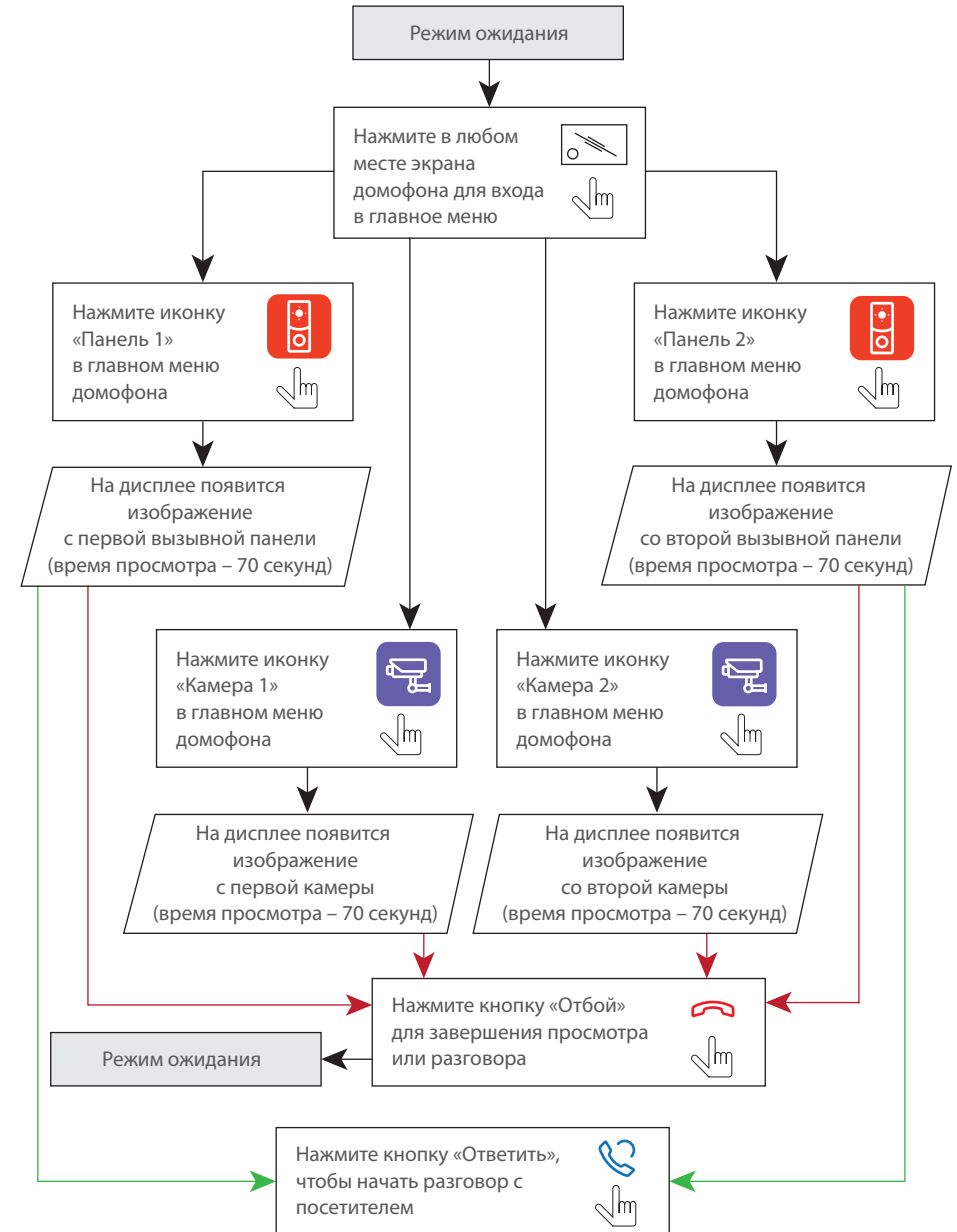 Режим ожидания
Нажмите в любом
месте экрана
домофона для входа
в главное меню
Нажмите иконку
«Панель 1»
в главном меню
домофона
Нажмите иконку
«Панель 2»
в главном меню
домофона
На дисплее появится
изображение
с первой вызывной панели
(время просмотра – 70 секунд)
На дисплее появится
изображение
со второй вызывной панели
(время просмотра – 70 секунд)
Нажмите иконку
«Камера 1»
в главном меню
домофона
Нажмите иконку
«Камера 2»
в главном меню
домофона
На дисплее появится
изображение
с первой камеры
(время просмотра – 70 секунд)
На дисплее появится
изображение
со второй камеры
(время просмотра – 70 секунд)
Нажмите кнопку «Отбой»
для завершения просмотра
или разговора
Режим ожидания
Нажмите кнопку «Ответить»,
чтобы начать разговор с
посетителем